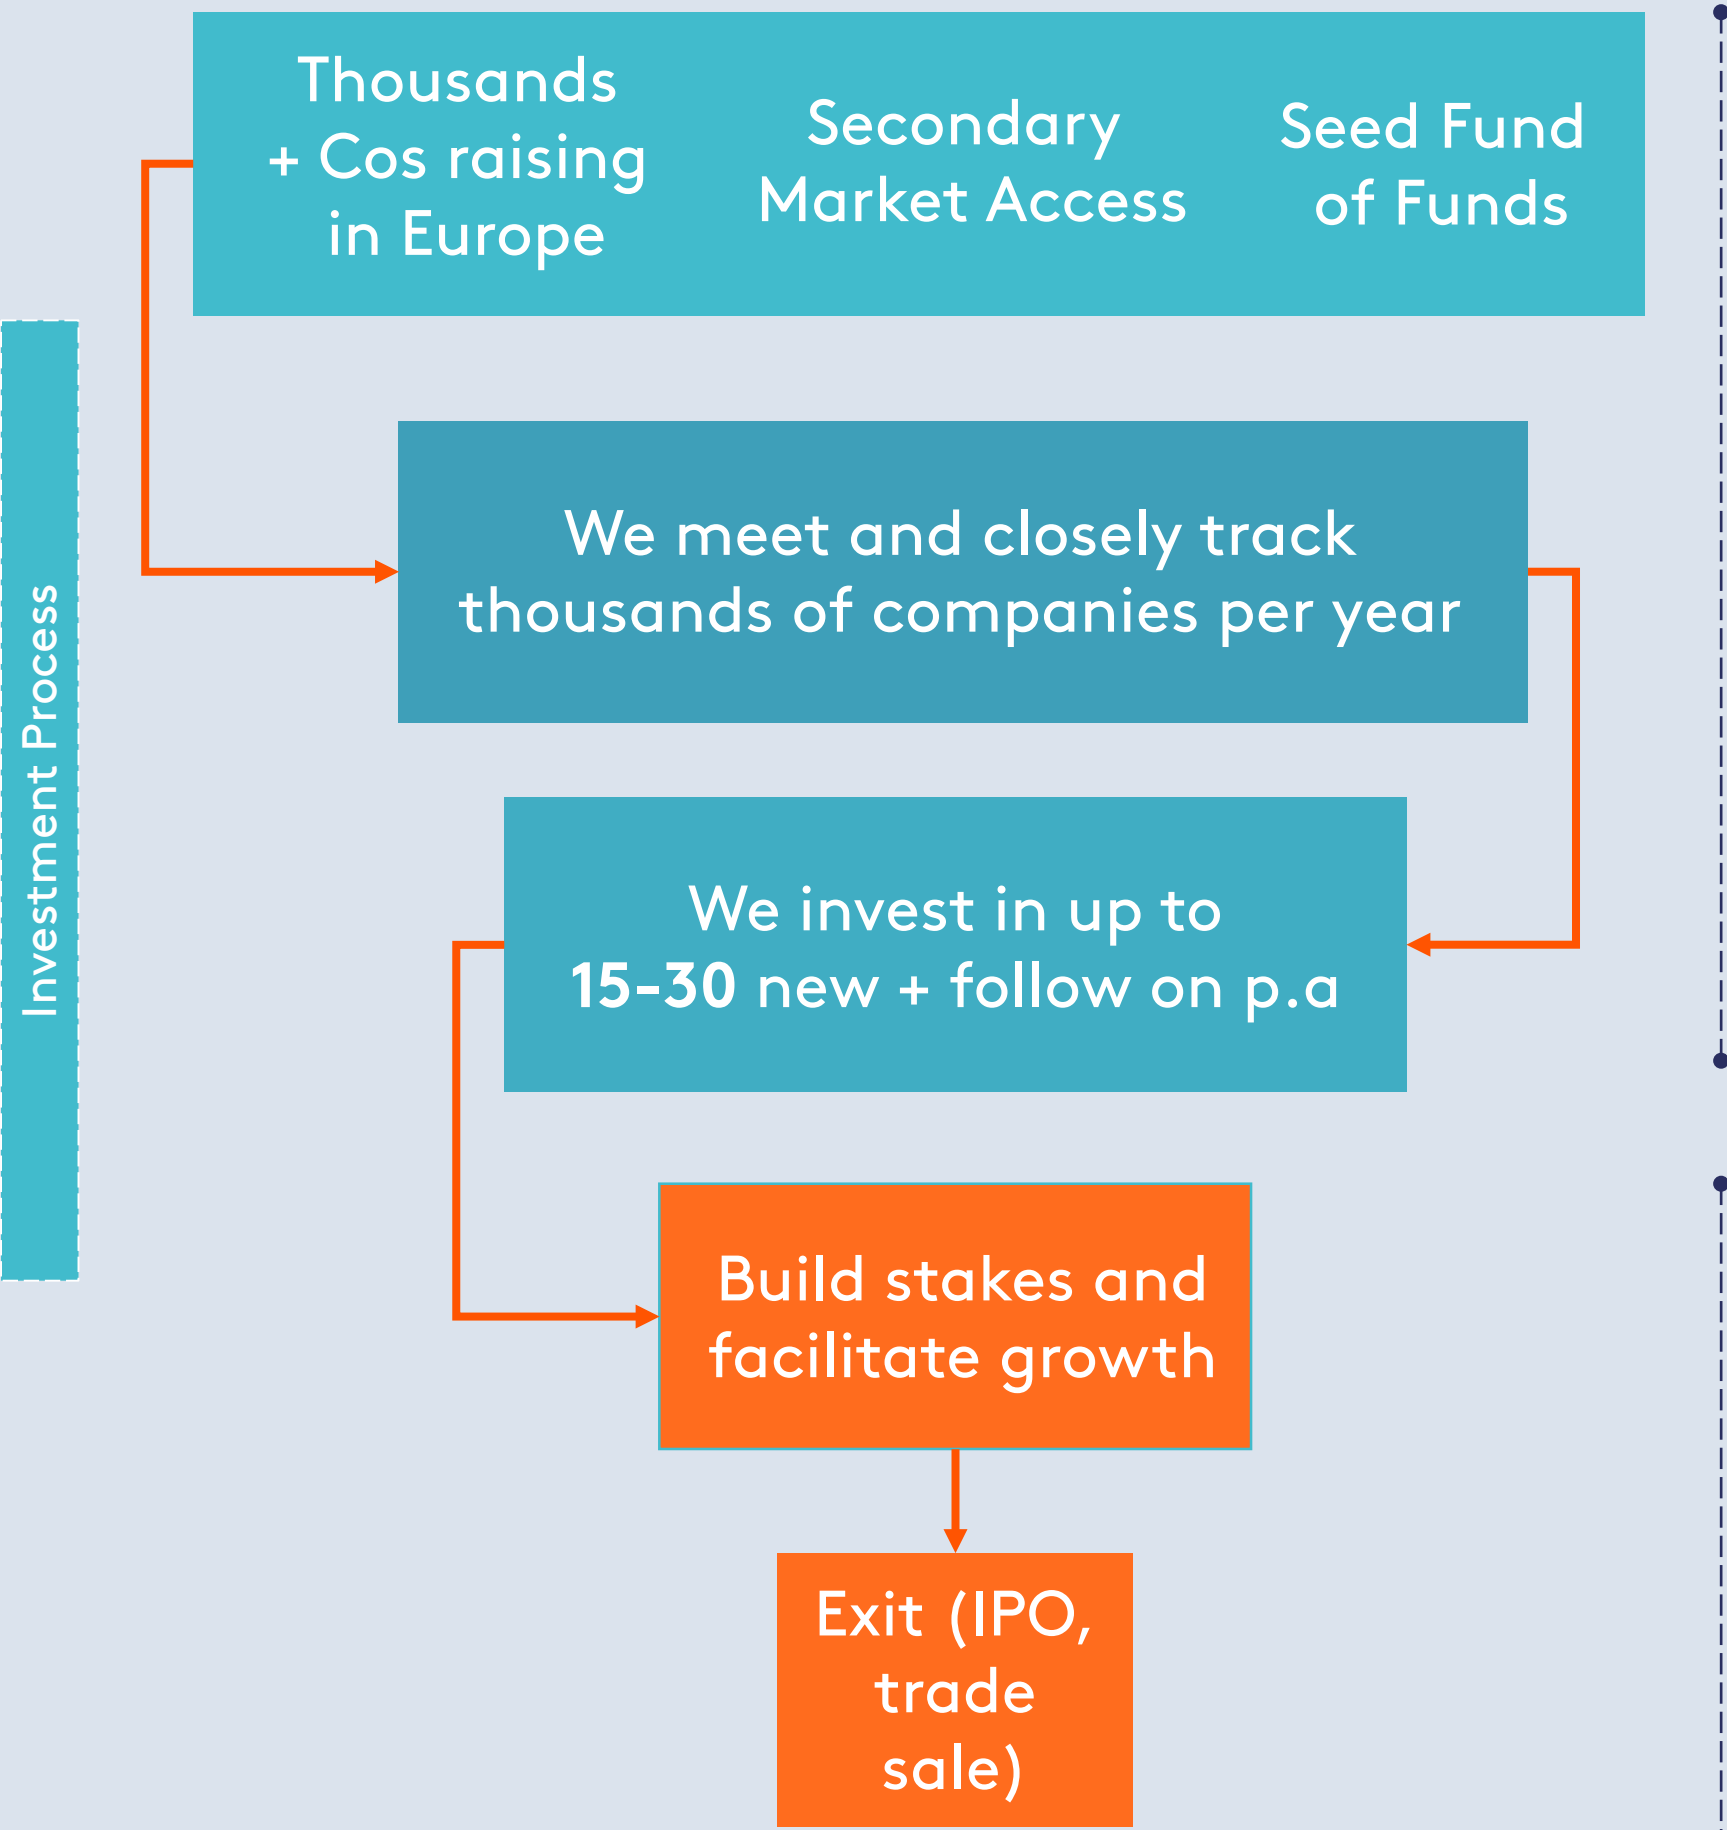 Thousands
+ Cos raising
in Europe
Secondary
Market Access
Seed Fund
of Funds
Investment Process
We meet and closely track
thousands of companies per year
We invest in up to
15-30 new + follow on p.a
Build stakes and
facilitate growth
Exit (IPO,
trade
sale)